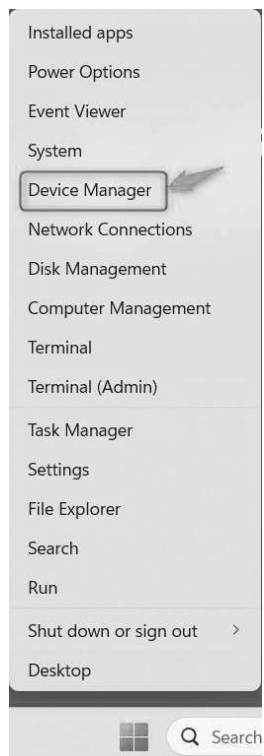 Installed apps
Power Options
Event Viewer
System
Device Manager
Network Connections
Disk Management
Computer Management
Terminal
Terminal (Admin)
Task Manager
Settings
File Explorer
Search
Run
Shut down or sign out
Desktop
Search